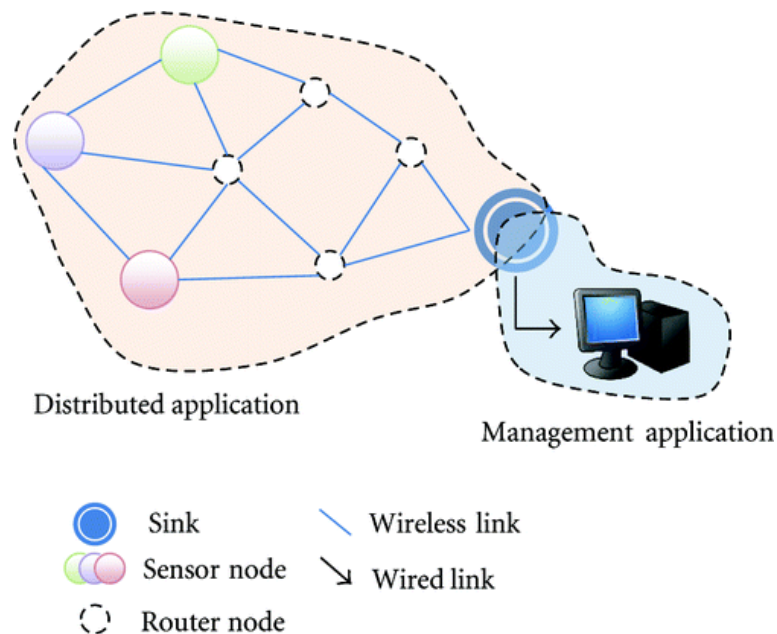 Distributed application
Management application
Sink
Wireless link
Sensor node
Wired link
Router node